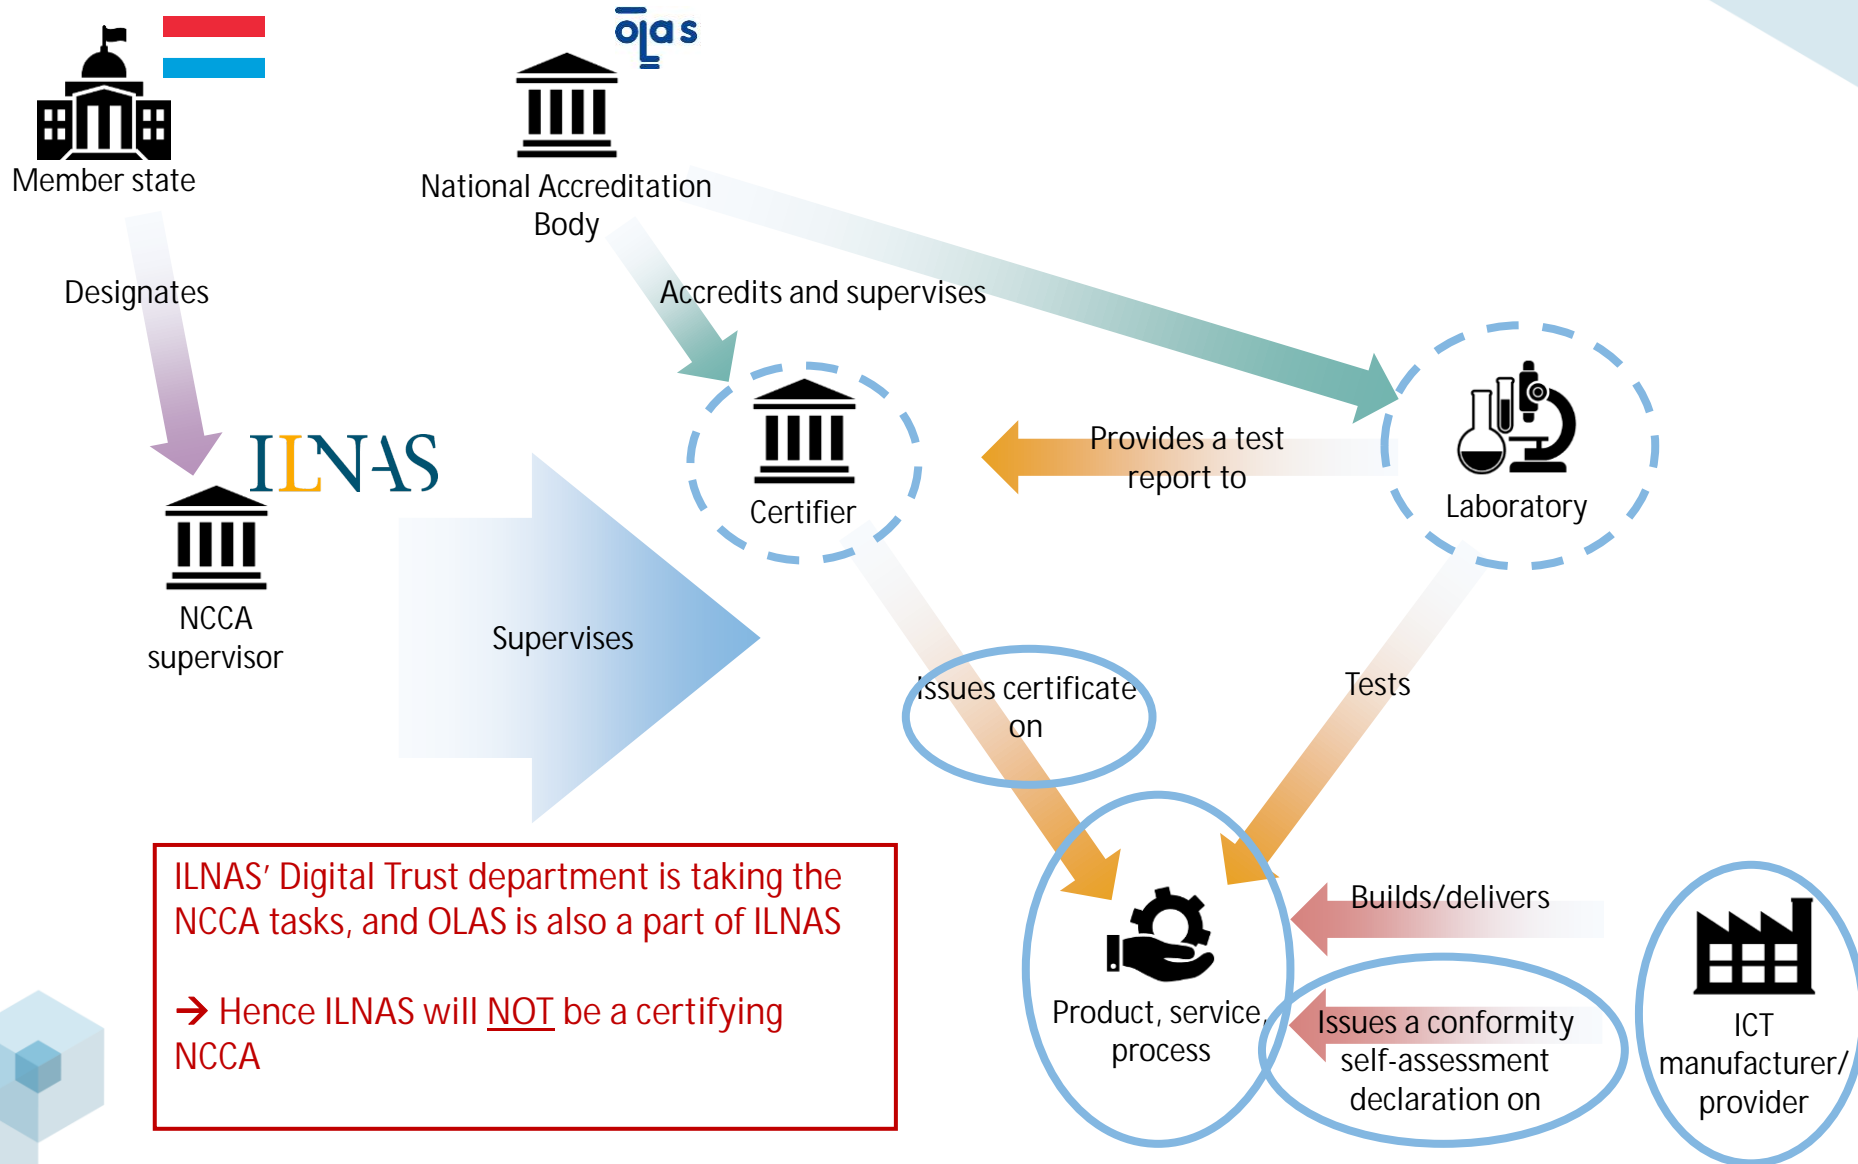 olas
Member state
National Accreditation
Body
Designates
Accredits and supervises
ILNAS
Provides a test
report to
Certifier
Laboratory
NCCA
supervisor
Supervises
Issues certificate
on
Tests
ILNAS' Digital Trust department is taking the
NCCA tasks, and OLAS is also a part of ILNAS
→ Hence ILNAS will NOT be a certifying
NCCA
Builds/delivers
Product, service,
process
Issues a conformity
self-assessment
declaration on
ICT
manufacturer/
provider